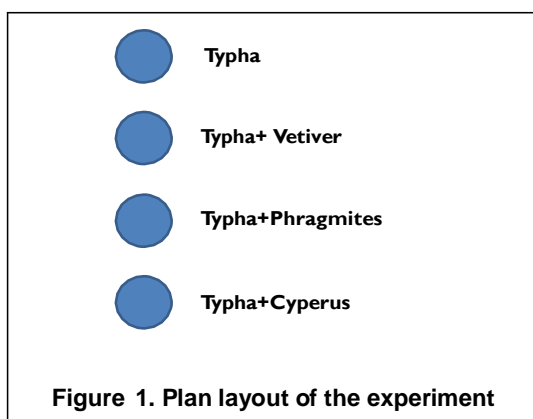 Typha
Typha+ Vetiver
Typha+Phragmites
Typha+Cyperus
Figure 1. Plan layout of the experiment